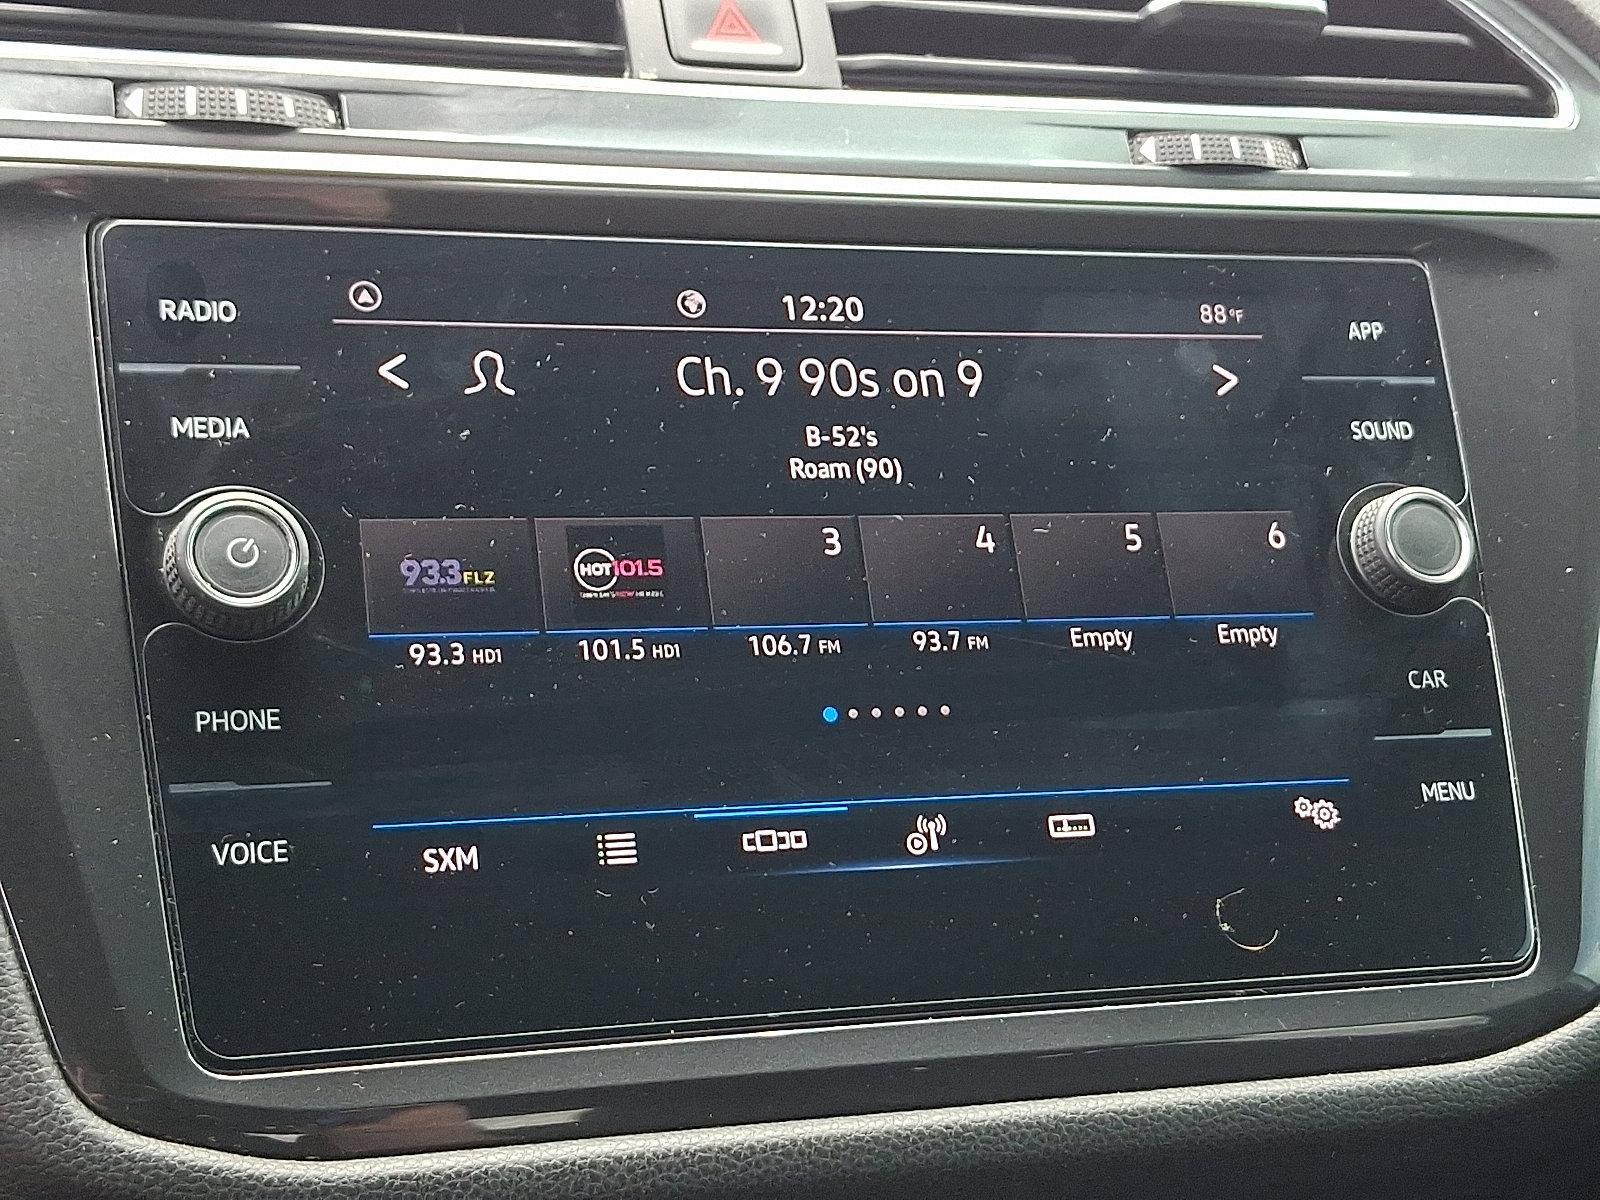 RADIO
MEDIA
PHONE
VOICE
12:20
88°F
Ch. 9 90s on 9
B-52's
Roam (90)
93.3 FLZ
HOT 101.5
3
4
5
6
93.3 HD1
101.5 HD1
106.7 FM
93.7 FM
Empty
Empty
SXM
APP
SOUND
CAR
MENU